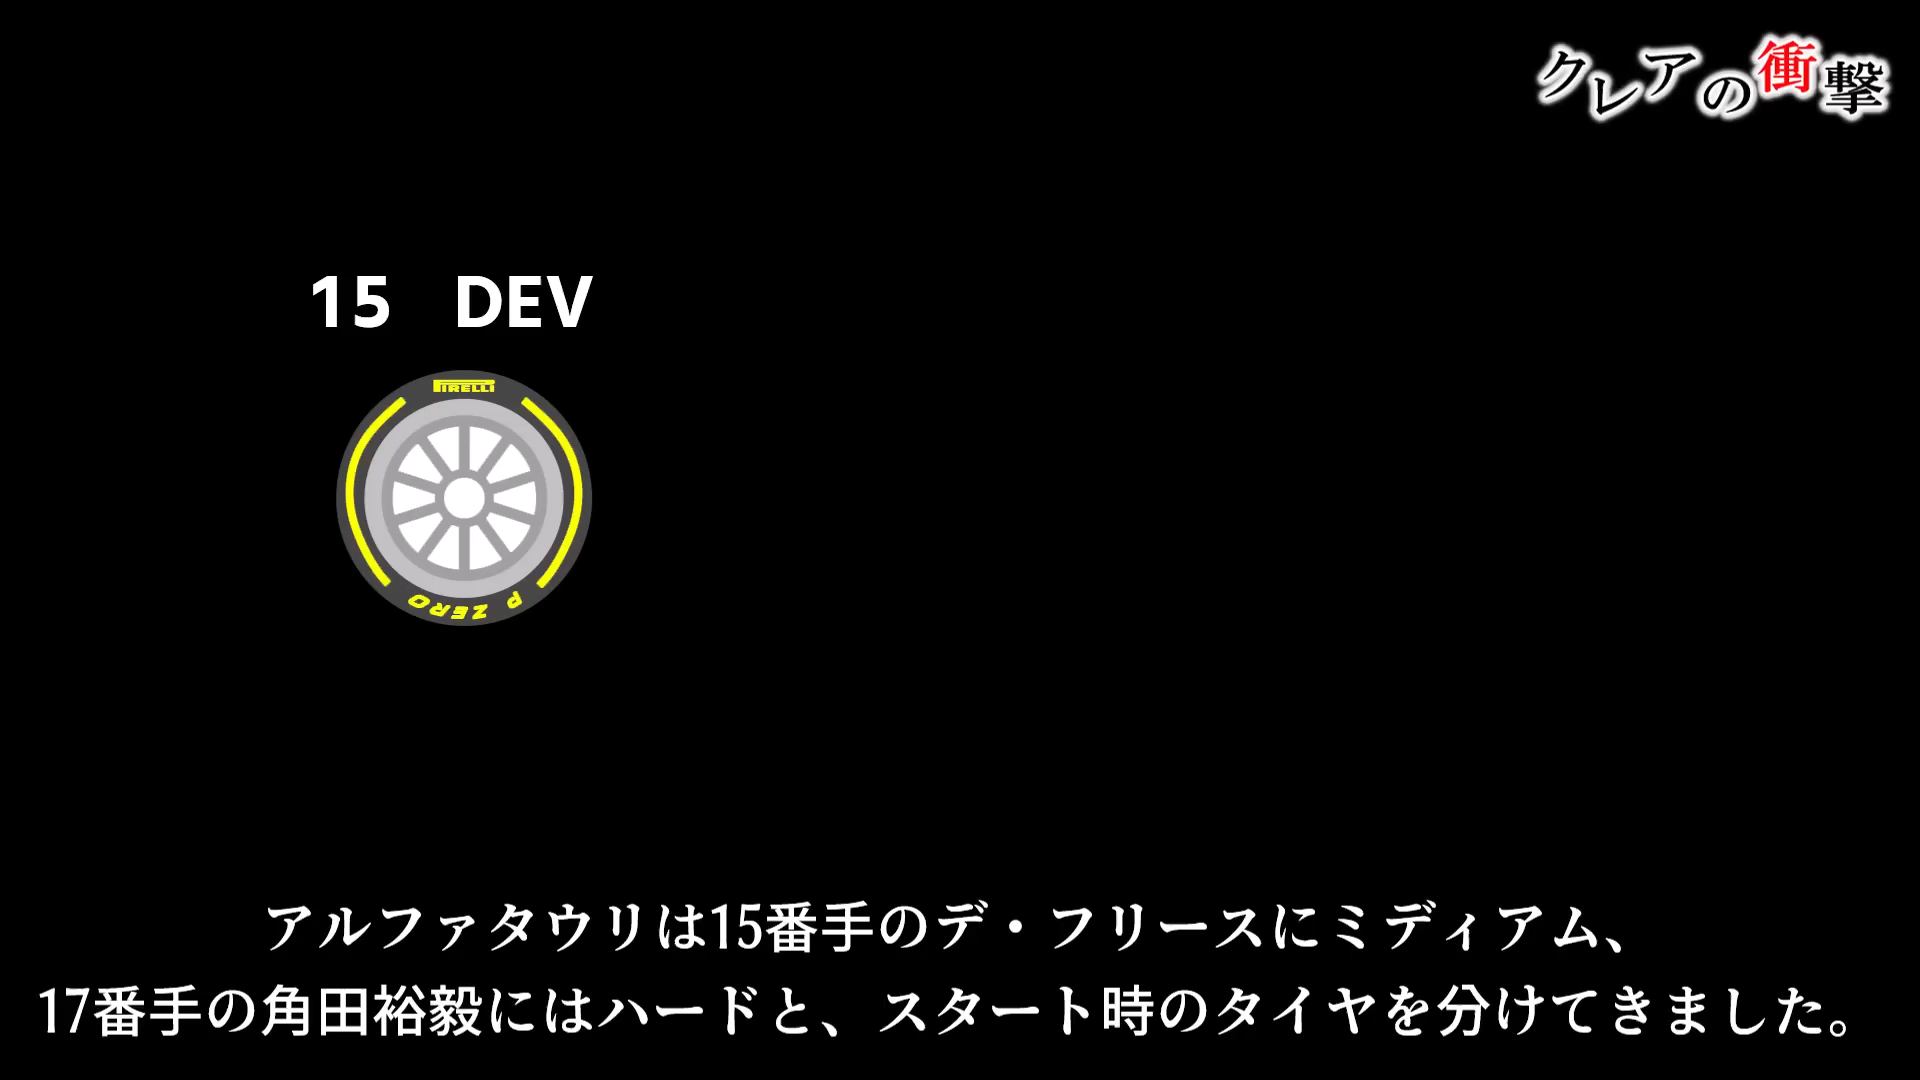 クレアの衝撃
15 DEV
PIRELLI
P ZERO
アルファタウリは15番手のデ・フリースにミディアム、
17番手の角田裕毅にはハードと、スタート時のタイヤを分けてきました。